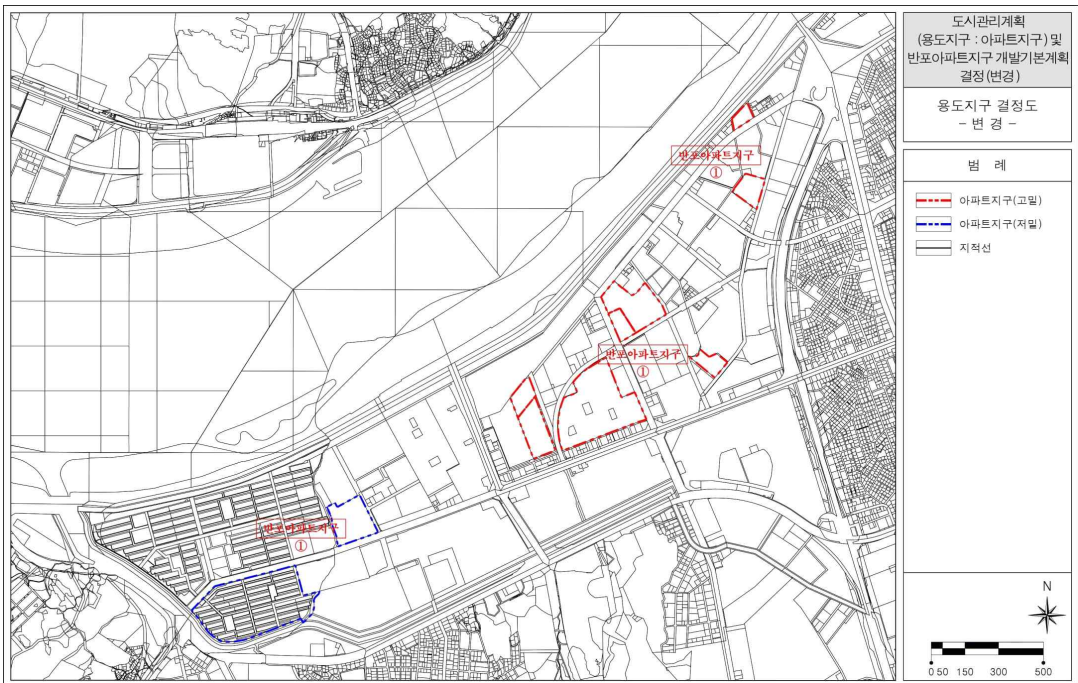 도시관리계획
(용도지구 : 아파트지구) 및
반포아파트지구 개발기본계획
결정(변경)
용도지구 결정도
- 변 경 -
범 례
아파트지구(고밀)
아파트지구(저밀)
지적선
반포아파트지구
①
반포아파트지구
①
반포아파트지구
①
N
0 50 150 300 500